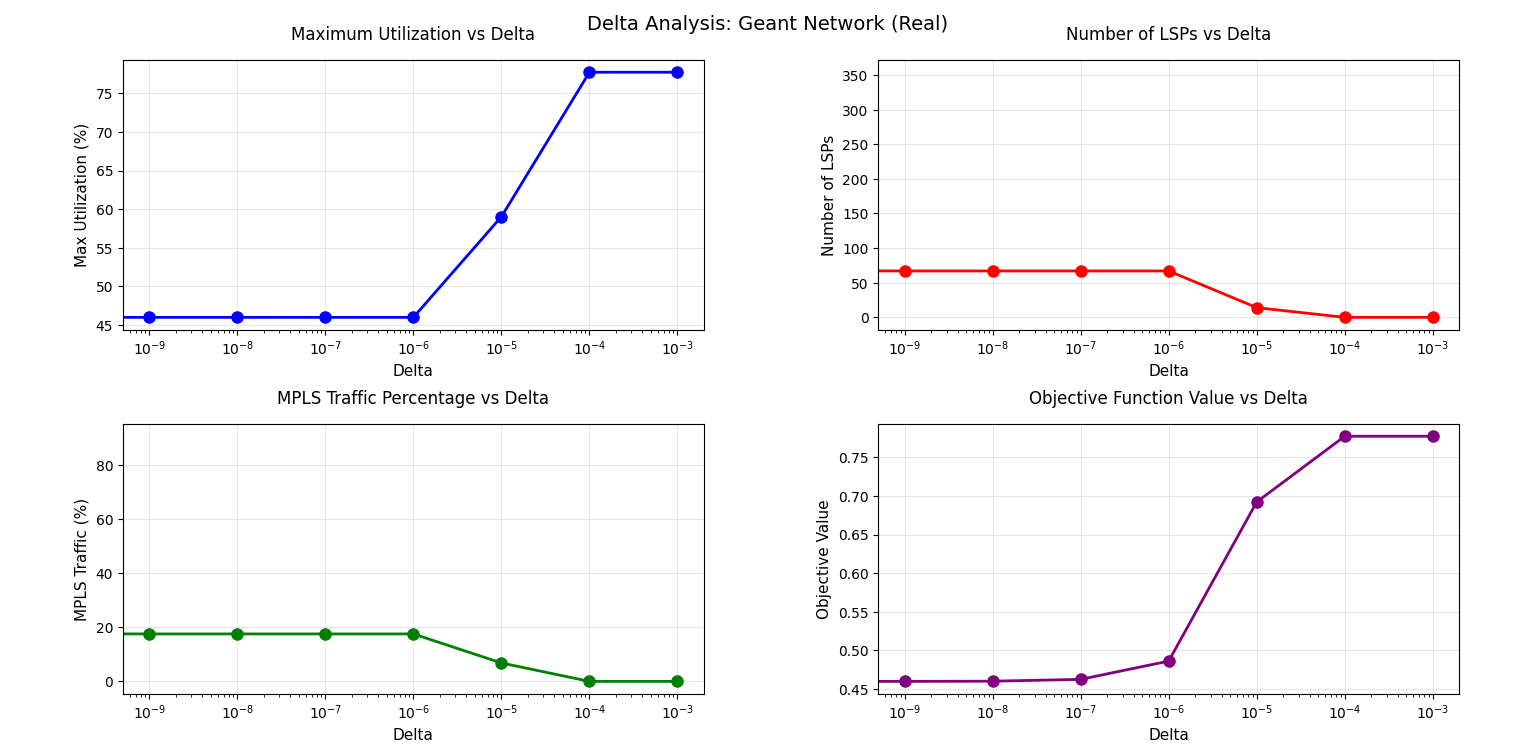 Delta Analysis: Geant Network (Real)
Maximum Utilization vs Delta
Max Utilization (%)
75
70
65
60
55
50
45
10⁻⁹ 10⁻⁸ 10⁻⁷ 10⁻⁶ 10⁻⁵ 10⁻⁴ 10⁻³
Delta
Number of LSPs vs Delta
Number of LSPs
350
300
250
200
150
100
50
0
10⁻⁹ 10⁻⁸ 10⁻⁷ 10⁻⁶ 10⁻⁵ 10⁻⁴ 10⁻³
Delta
MPLS Traffic Percentage vs Delta
MPLS Traffic (%)
80
60
40
20
0
10⁻⁹ 10⁻⁸ 10⁻⁷ 10⁻⁶ 10⁻⁵ 10⁻⁴ 10⁻³
Delta
Objective Function Value vs Delta
Objective Value
0.75
0.70
0.65
0.60
0.55
0.50
0.45
10⁻⁹ 10⁻⁸ 10⁻⁷ 10⁻⁶ 10⁻⁵ 10⁻⁴ 10⁻³
Delta